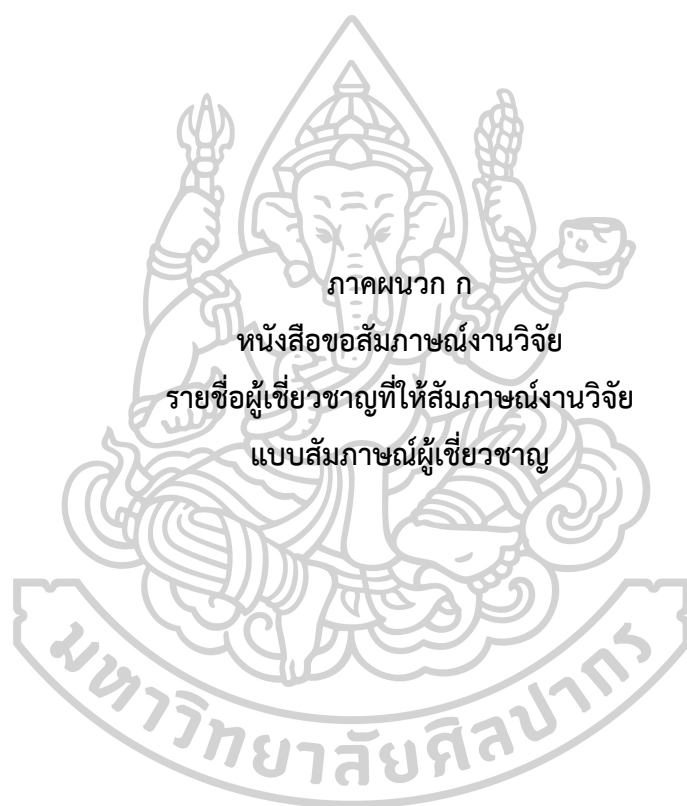 ภาคผนวก ก
หนังสือขอสัมภาษณ์งานวิจัย
รายชื่อผู้เชี่ยวชาญที่ให้สัมภาษณ์งานวิจัย
แบบสัมภาษณ์ผู้เชี่ยวชาญ
มหาวิทยาลัยศิลปากร